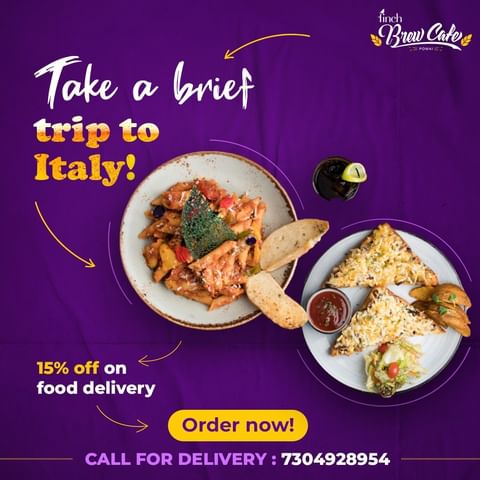 finch
Brew Cafe
POWAI
Take a brief
trip to
Italy!
15% off on
food delivery
Order now!
CALL FOR DELIVERY : 7304928954